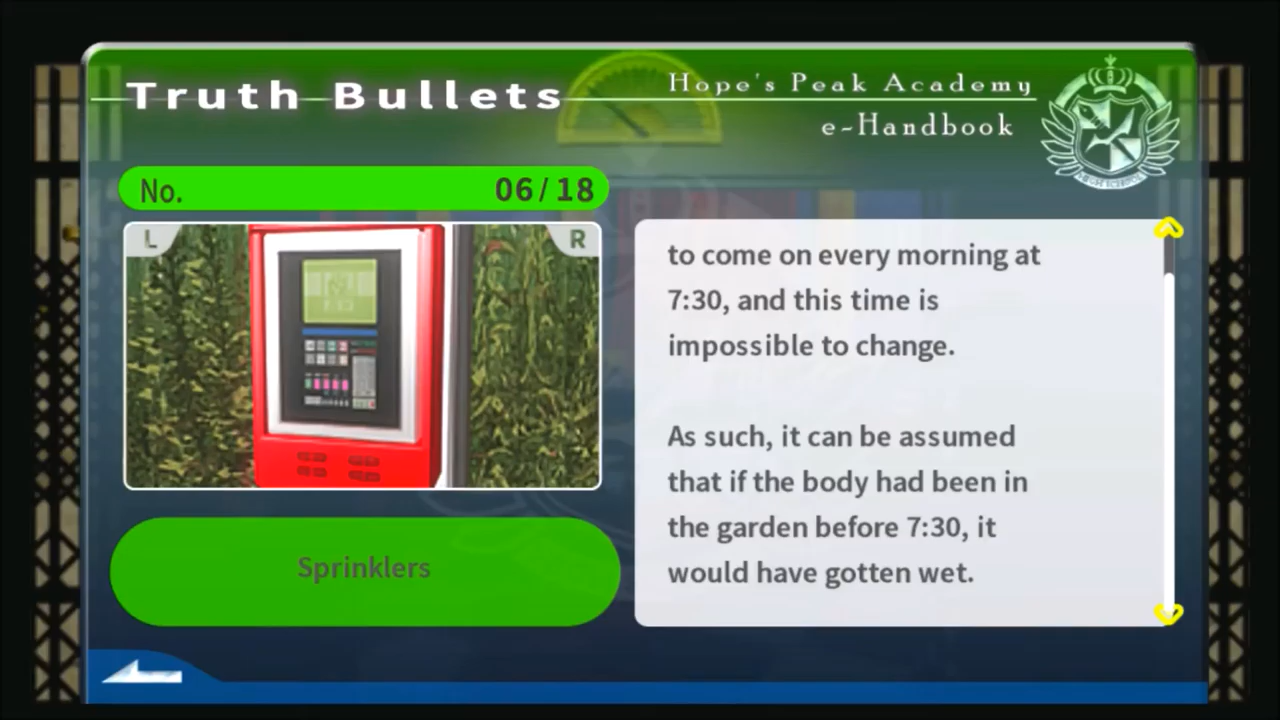 Truth Bullets
Hope's Peak Academy
e-Handbook
No. 06/18
L
R
to come on every morning at
7:30, and this time is
impossible to change.
As such, it can be assumed
that if the body had been in
the garden before 7:30, it
would have gotten wet.
Sprinklers